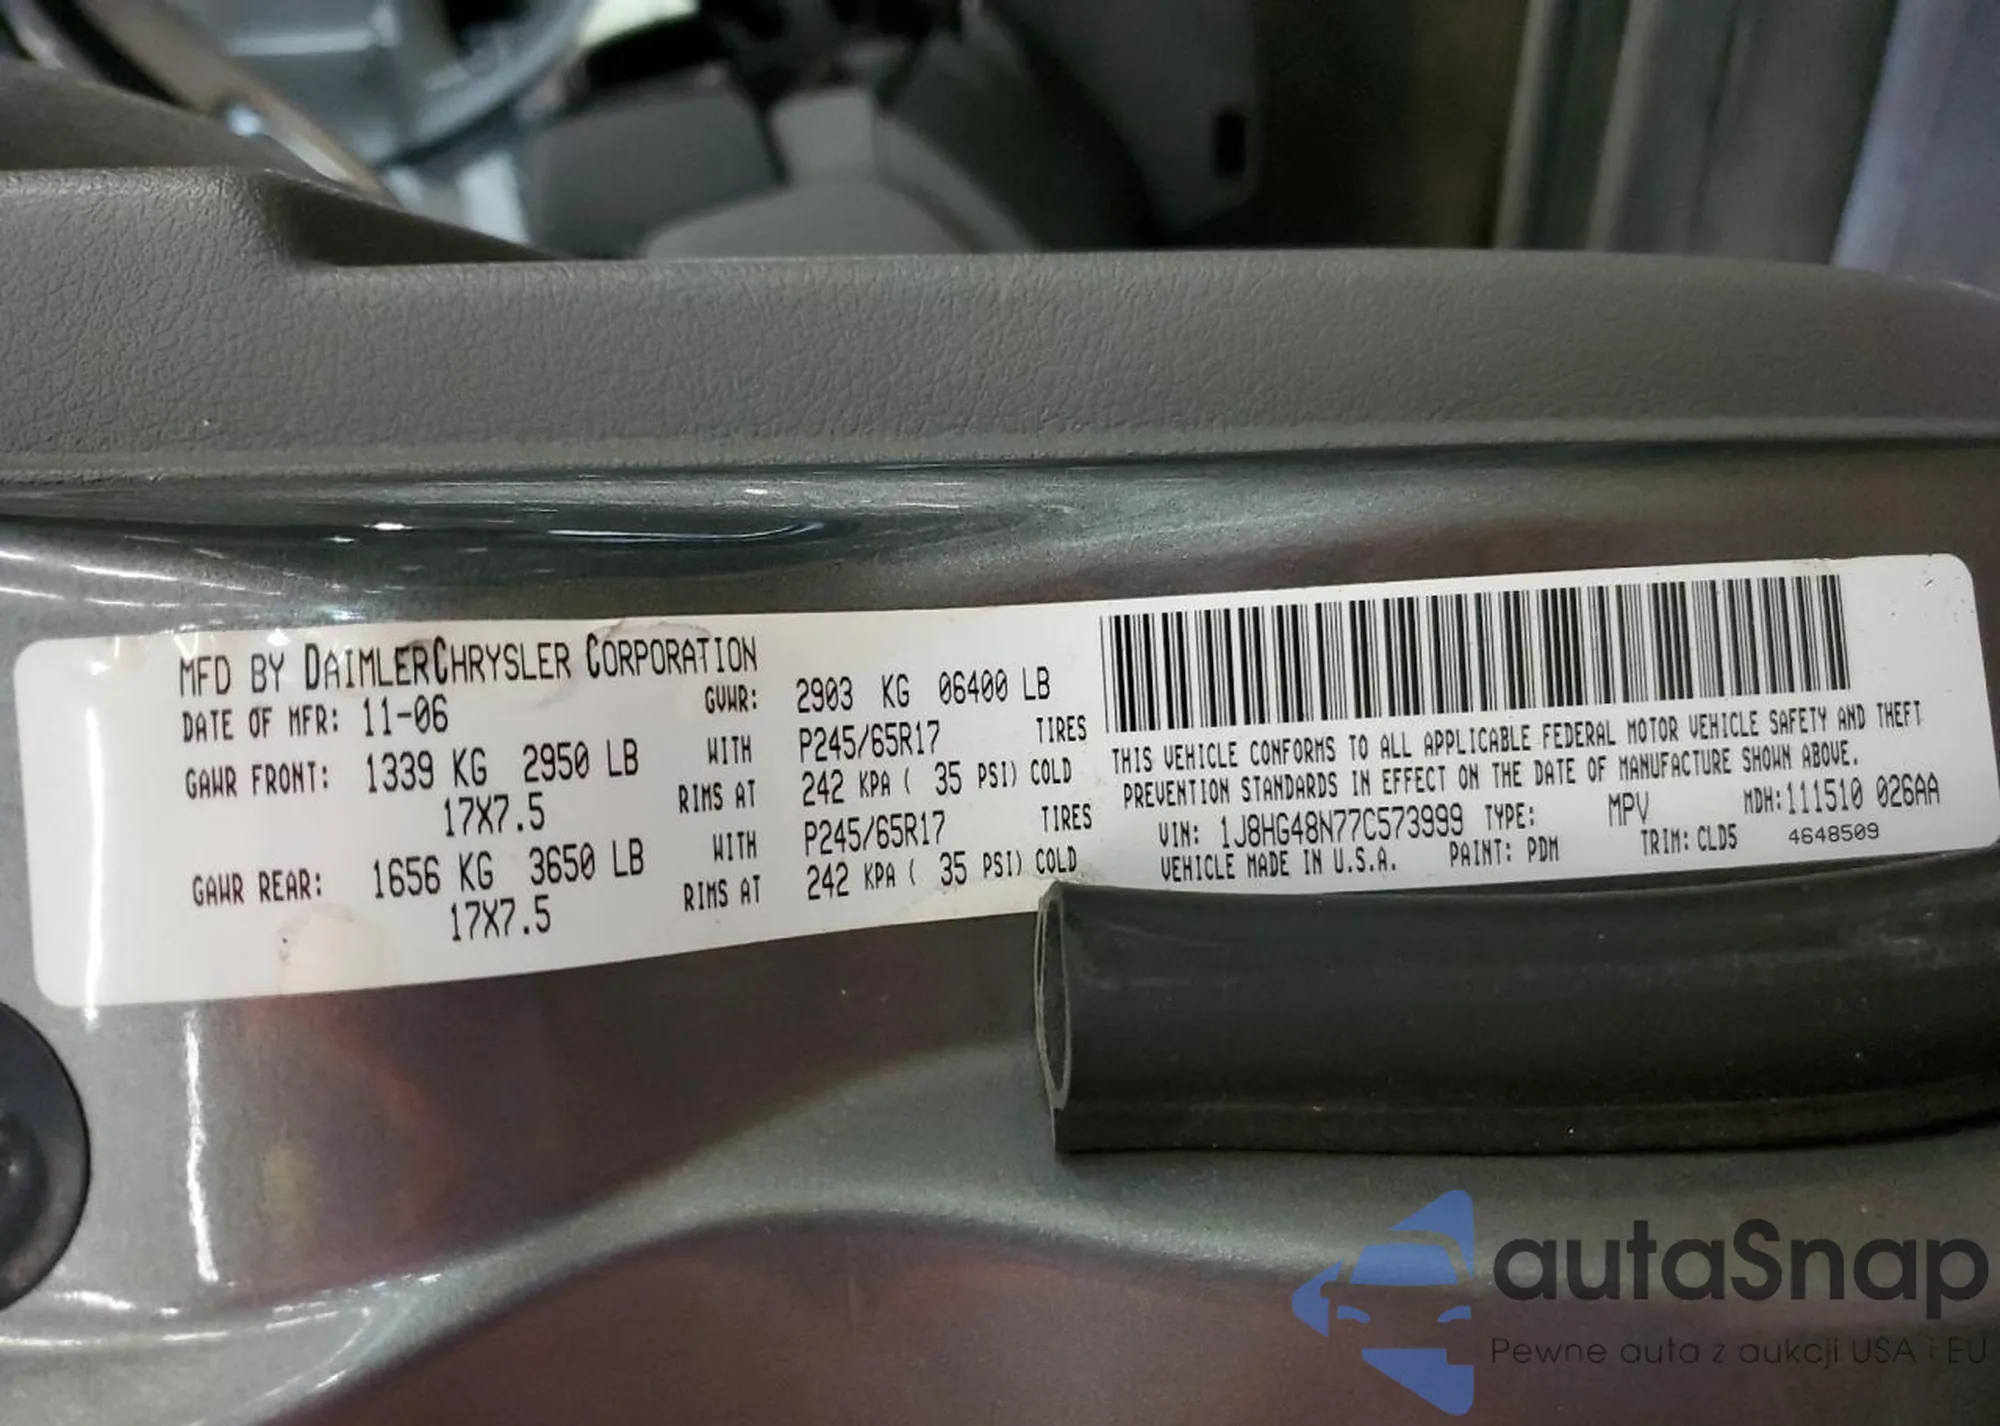 MFD BY DAIMLERCHRYSLER CORPORATION
DATE OF MFR: 11-06 GVWR: 2903 KG 06400 LB
GAWR FRONT: 1339 KG 2950 LB WITH P245/65R17 TIRES
17X7.5 RIMS AT 242 KPA ( 35 PSI) COLD
GAWR REAR: 1656 KG 3650 LB WITH P245/65R17 TIRES
17X7.5 RIMS AT 242 KPA ( 35 PSI) COLD
THIS VEHICLE CONFORMS TO ALL APPLICABLE FEDERAL MOTOR VEHICLE SAFETY AND THEFT
PREVENTION STANDARDS IN EFFECT ON THE DATE OF MANUFACTURE SHOWN ABOVE.
VIN: 1J8HG48N77C573999 TYPE: MPV MDH:111510 026AA
VEHICLE MADE IN U.S.A. PAINT: PDM TRIM: CLD5 4648509
autaSnap
Pewne auta z aukcji USA i EU